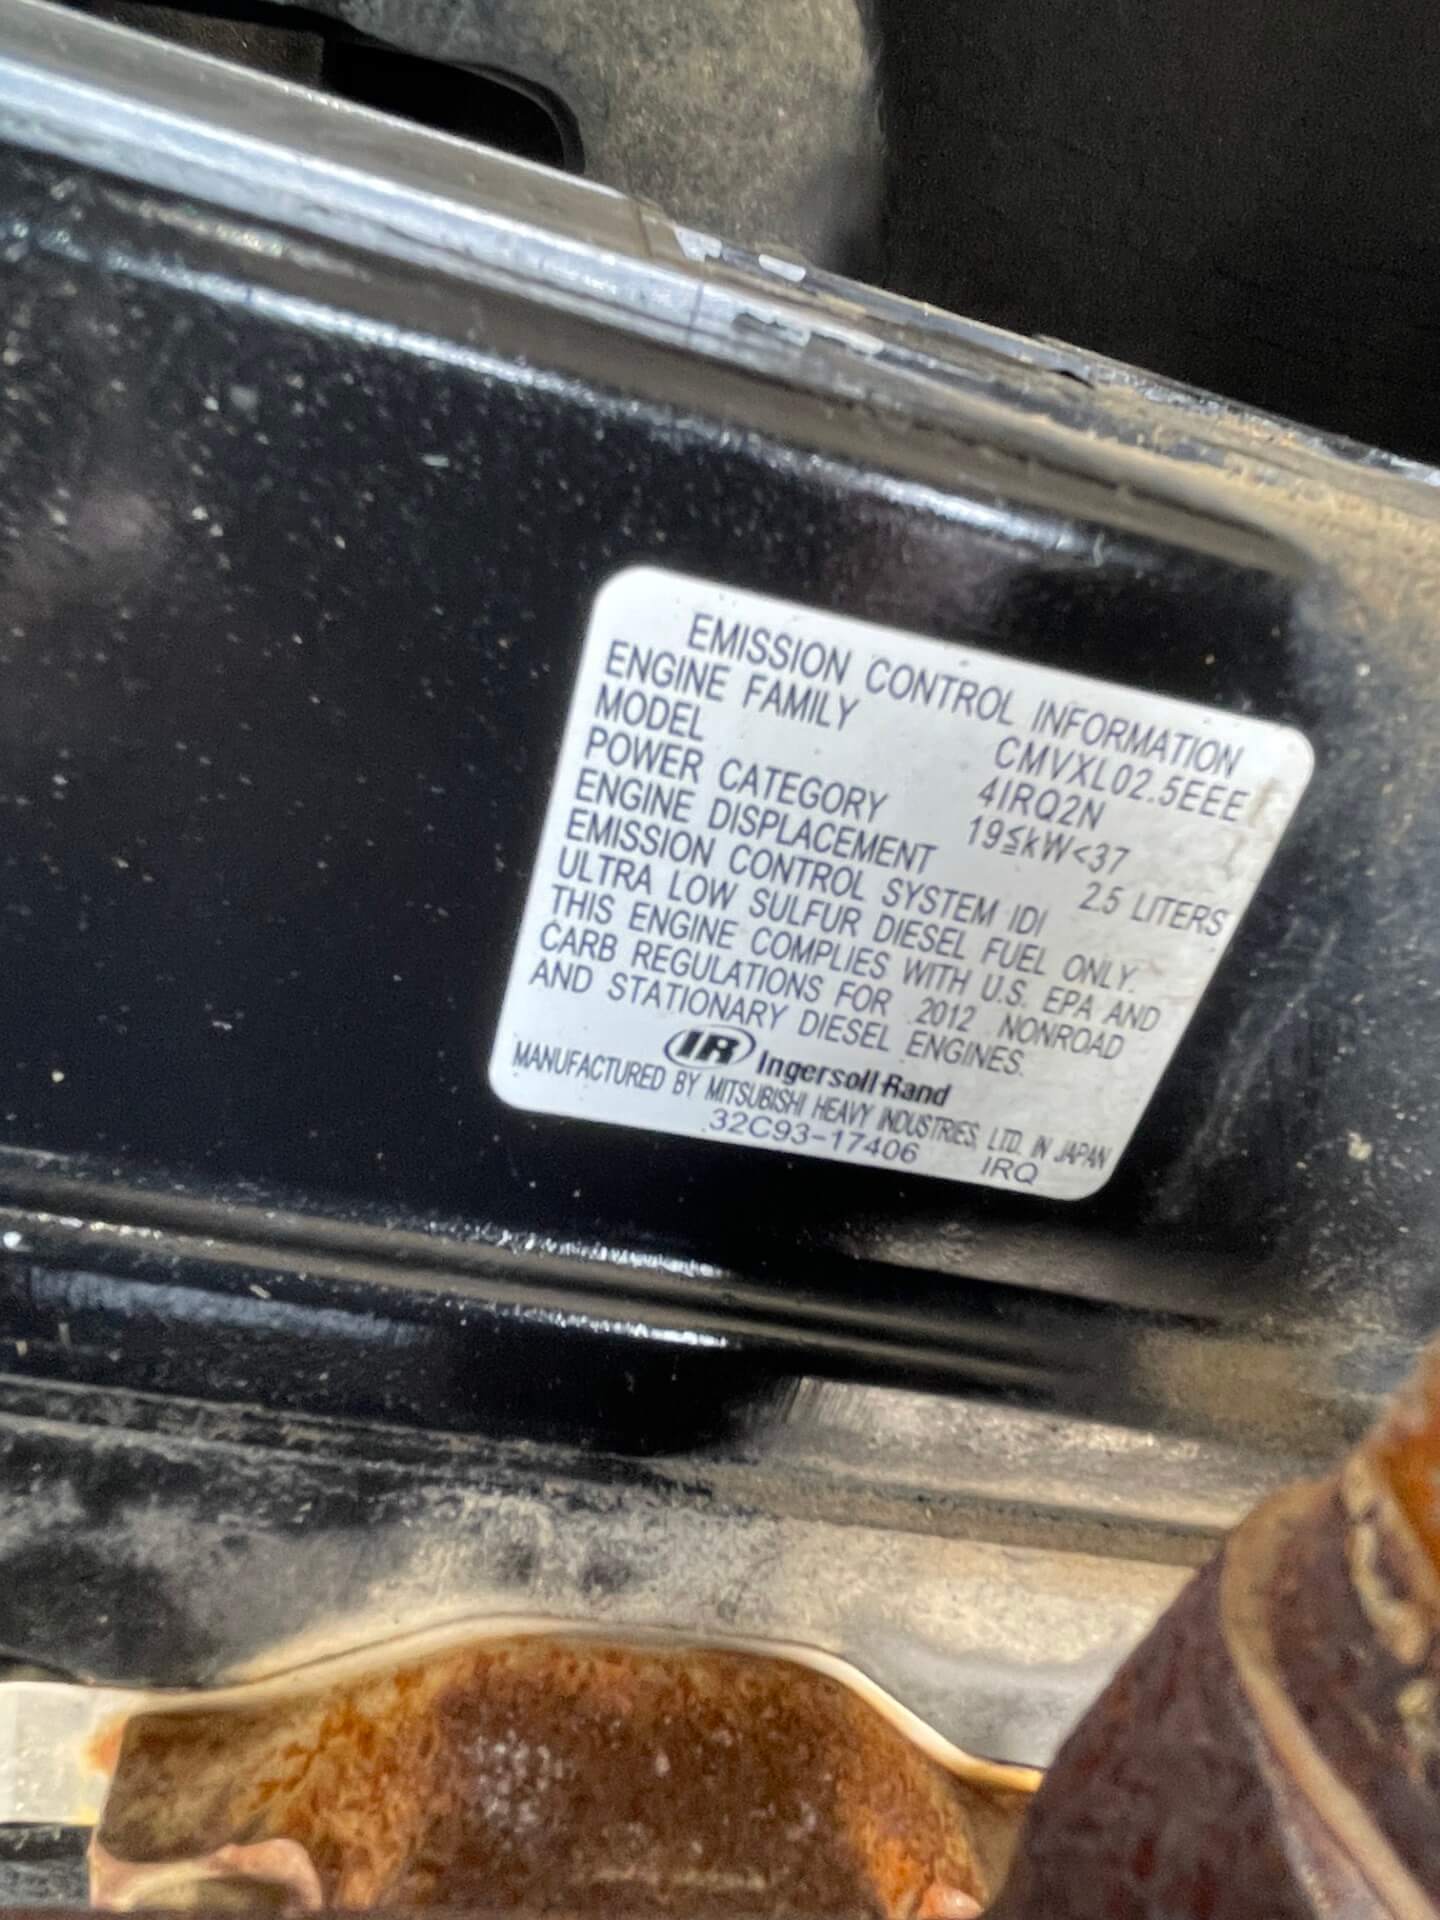 EMISSION CONTROL INFORMATION
ENGINE FAMILY CMVXL02.5EEE
MODEL 4IRQ2N
POWER CATEGORY 19≦kW<37
ENGINE DISPLACEMENT 2.5 LITERS
EMISSION CONTROL SYSTEM IDI
ULTRA LOW SULFUR DIESEL FUEL ONLY.
THIS ENGINE COMPLIES WITH U.S. EPA AND
CARB REGULATIONS FOR 2012 NONROAD
AND STATIONARY DIESEL ENGINES.
IR Ingersoll Rand
MANUFACTURED BY MITSUBISHI HEAVY INDUSTRIES, LTD. IN JAPAN
32C93-17406 IRQ